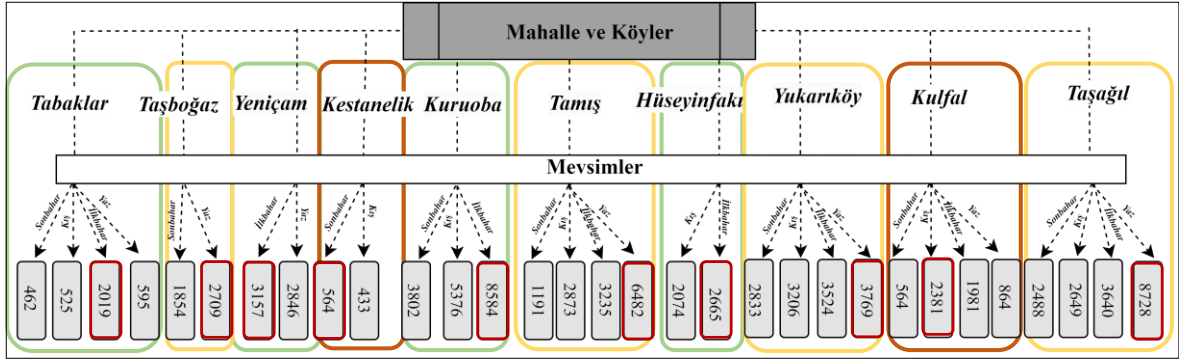 Mahalle ve Köyler
Tabaklar
Taşboğaz
Yeniçam
Kestanelik
Kuruoba
Tamış
Hüseyinfakı
Yukarıköy
Kulfal
Taşağıl
Mevsimler
Sonbahar
Kış
İlkbahar
Yaz
Sonbahar
Yaz
İlkbahar
Yaz
Sonbahar
Kış
Sonbahar
Kış
İlkbahar
Sonbahar
Kış
İlkbahar
Yaz
Kış
İlkbahar
Sonbahar
Kış
İlkbahar
Yaz
Sonbahar
Kış
İlkbahar
Yaz
Sonbahar
Kış
İlkbahar
Yaz
462
525
2019
595
1854
2709
3157
2846
564
433
3802
5376
8584
1191
2873
3235
6482
2074
2665
2833
3206
3524
3769
564
2381
1981
864
2488
2649
3640
8728